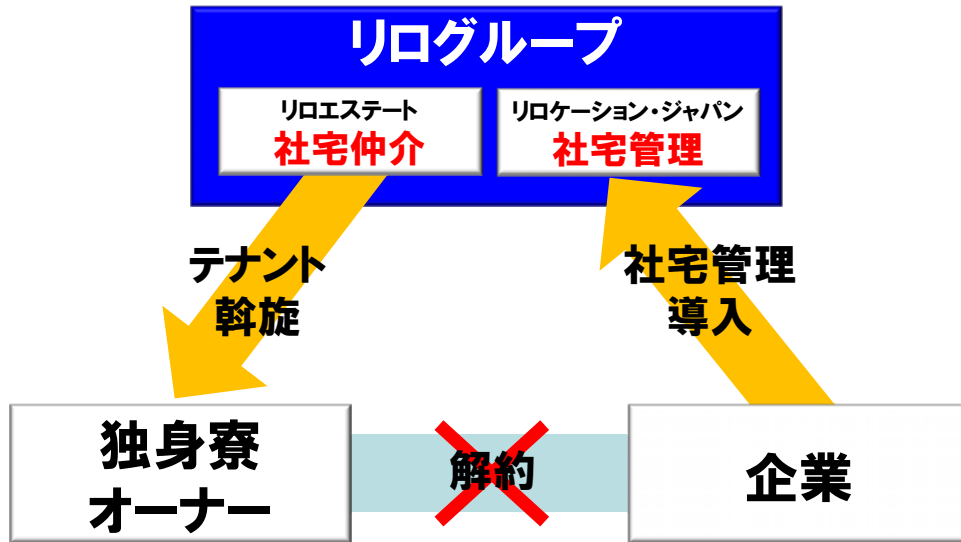 リログループ
リロエステート
社宅仲介
リロケーション・ジャパン
社宅管理
テナント
斡旋
社宅管理
導入
独身寮
オーナー
解約
企業